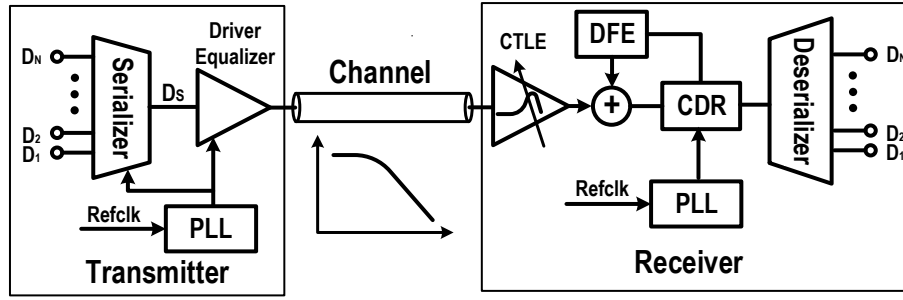 Driver
Equalizer
DN
D2
D1
Serializer
DS
Refclk
PLL
Transmitter
Channel
CTLE
DFE
+
CDR
Refclk
PLL
Deserializer
DN
D2
D1
Receiver